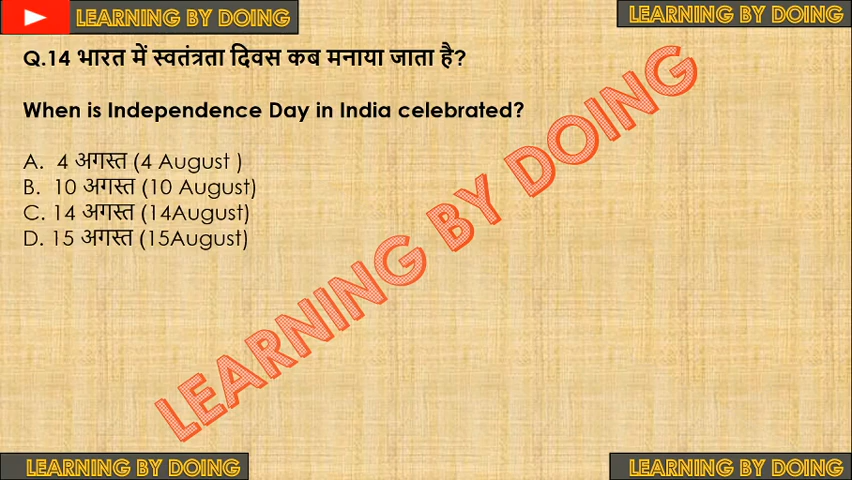 LEARNING BY DOING
LEARNING BY DOING
Q.14 भारत में स्वतंत्रता दिवस कब मनाया जाता है?
When is Independence Day in India celebrated?
A. 4 अगस्त (4 August )
B. 10 अगस्त (10 August)
C. 14 अगस्त (14August)
D. 15 अगस्त (15August)
LEARNING BY DOING
LEARNING BY DOING
LEARNING BY DOING